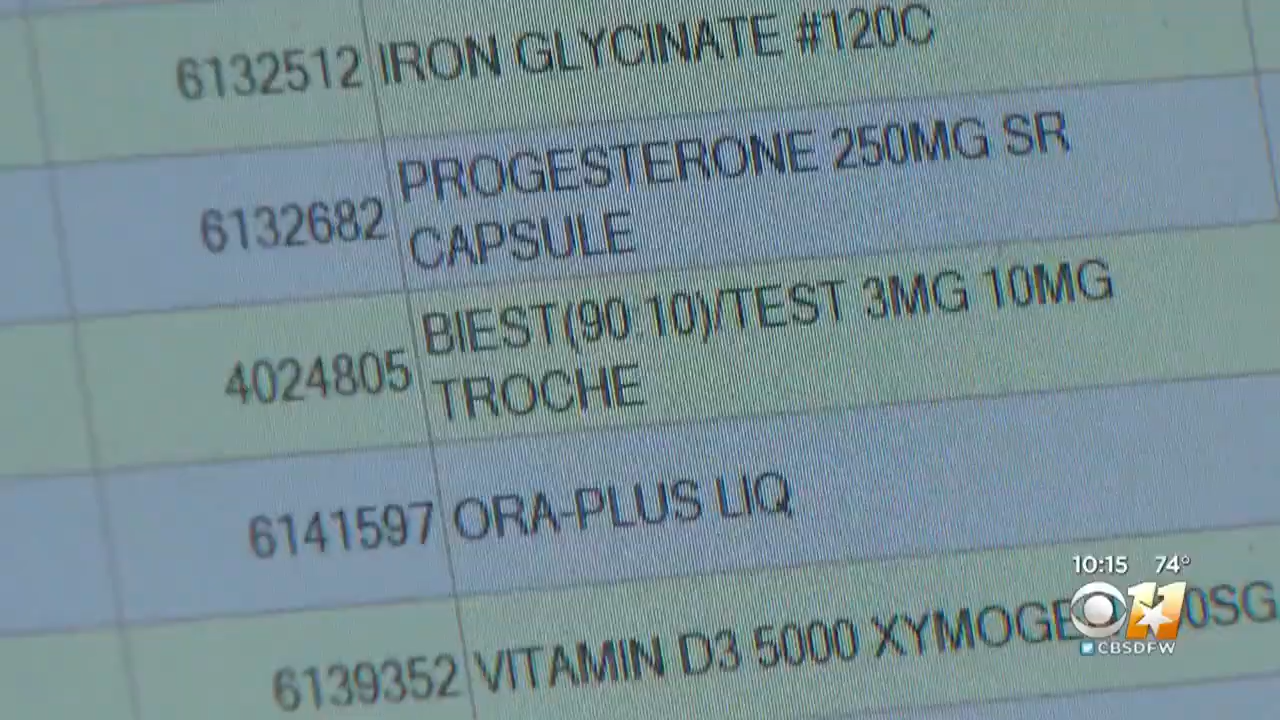 6132512 IRON GLYCINATE #120C
6132682 PROGESTERONE 250MG SR
CAPSULE
4024805 BIEST(90:10)/TEST 3MG 10MG
TROCHE
6141597 ORA-PLUS LIQ
6139352 VITAMIN D3 5000
10:15 74°
11
CBSDFW